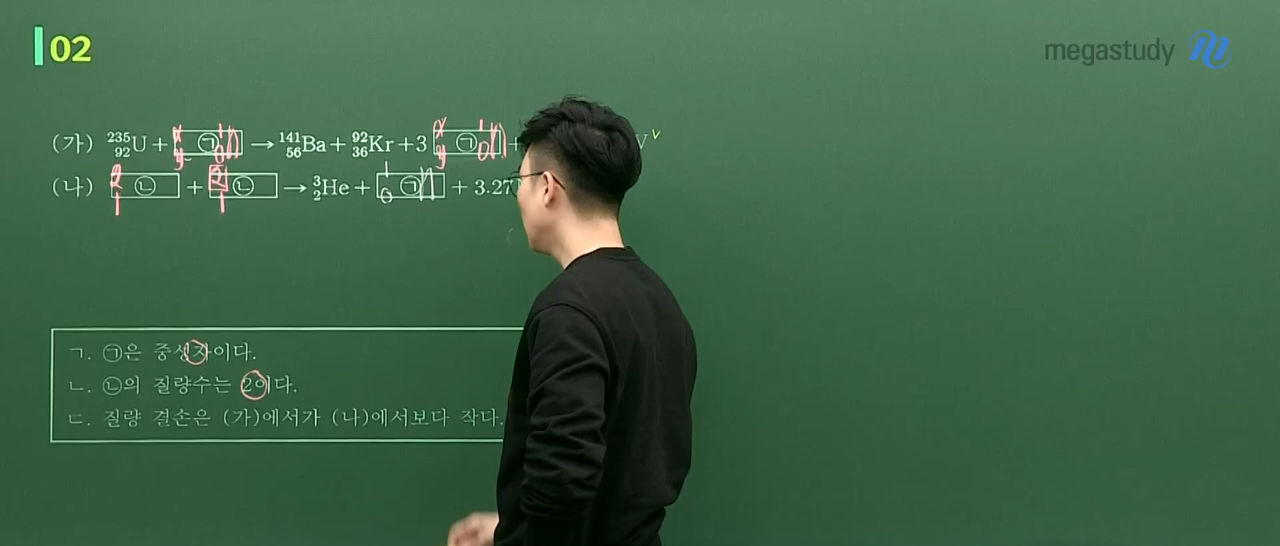 02
megastudy
(가) ²³⁵₉₂U + ㉠ → ¹⁴¹₅₆Ba + ⁹²₃₆Kr + 3 ㉠ +
(나) ㉡ + ㉡ → ³₂He + ㉠ + 3.27
ㄱ. ㉠은 중성자이다.
ㄴ. ㉡의 질량수는 2이다.
ㄷ. 질량 결손은 (가)에서가 (나)에서보다 작다.